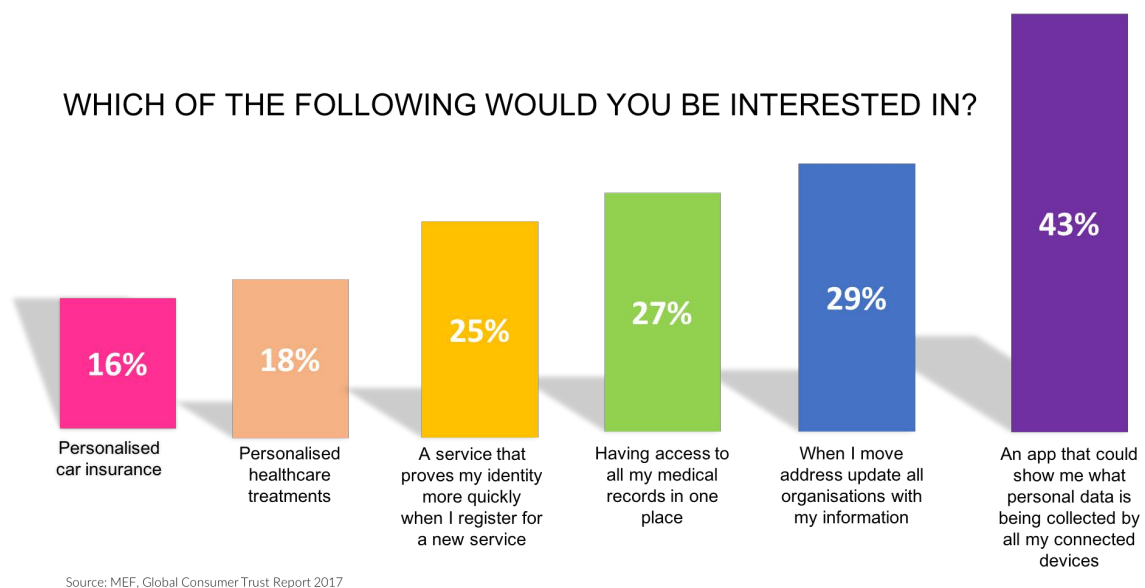 WHICH OF THE FOLLOWING WOULD YOU BE INTERESTED IN?
16%
18%
25%
27%
29%
43%
Personalised
car insurance
Personalised
healthcare
treatments
A service that
proves my identity
more quickly
when I register for
a new service
Having access to
all my medical
records in one
place
When I move
address update all
organisations with
my information
An app that could
show me what
personal data is
being collected by
all my connected
devices
Source: MEF, Global Consumer Trust Report 2017